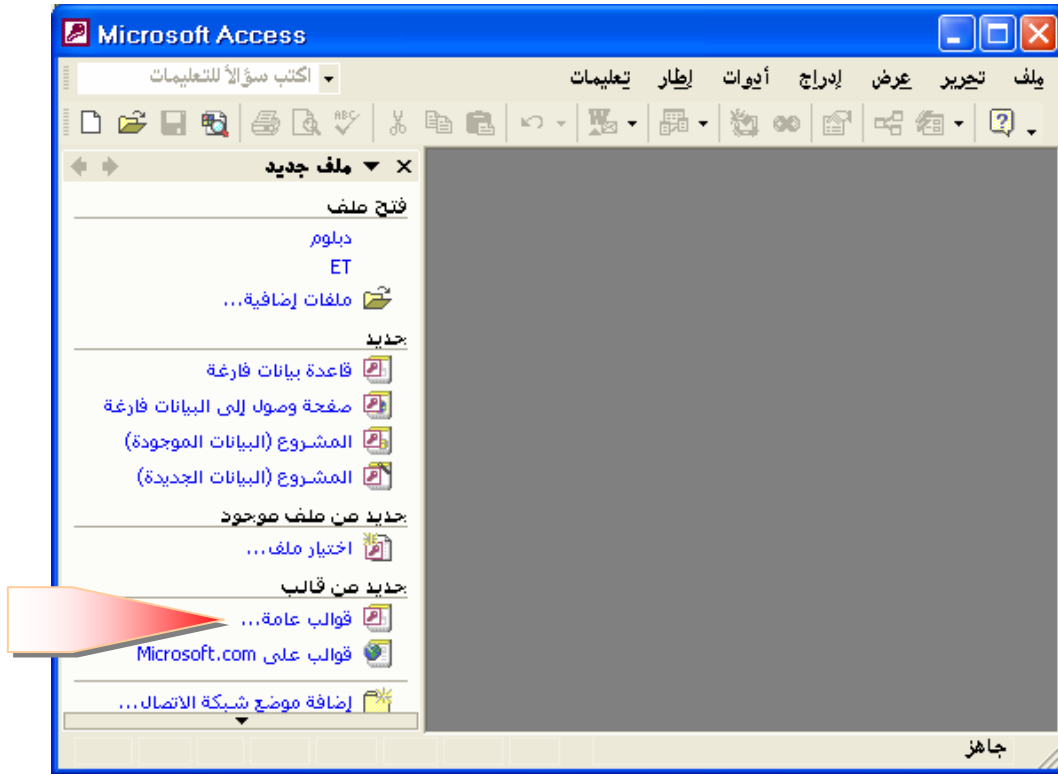 Microsoft Access
ملف تحرير عرض إدراج أدوات إطار تعليمات اكتب سؤالاً للتعليمات
ملف جديد
فتح ملف
دبلوم
ET
ملفات إضافية...
جديد
قاعدة بيانات فارغة
صفحة وصول إلى البيانات فارغة
المشروع (البيانات الموجودة)
المشروع (البيانات الجديدة)
جديد من ملف موجود
اختيار ملف...
جديد من قالب
قوالب عامة...
قوالب على Microsoft.com
إضافة موضع شبكة الاتصال...
جاهز